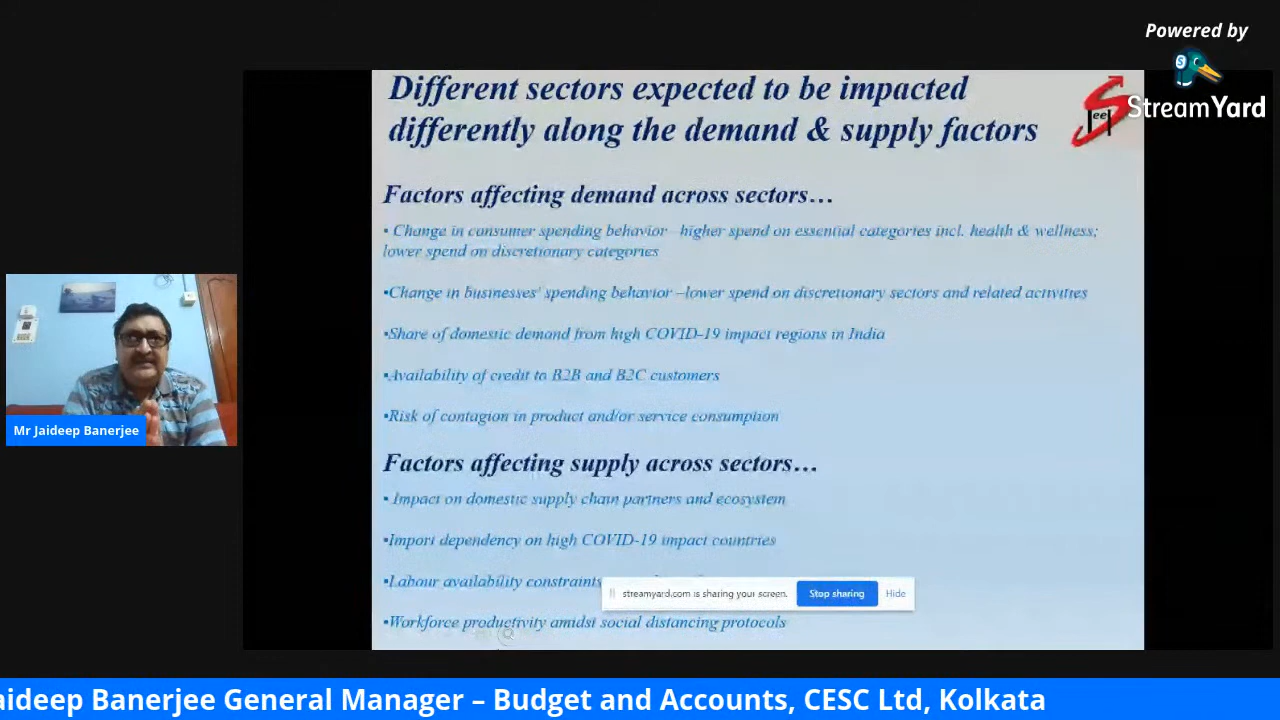 Powered by
StreamYard
Different sectors expected to be impacted
differently along the demand & supply factors
Factors affecting demand across sectors…
• Change in consumer spending behavior– higher spend on essential categories incl. health & wellness;
lower spend on discretionary categories
•Change in businesses' spending behavior –lower spend on discretionary sectors and related activities
•Share of domestic demand from high COVID-19 impact regions in India
•Availability of credit to B2B and B2C customers
•Risk of contagion in product and/or service consumption
Factors affecting supply across sectors…
• Impact on domestic supply chain partners and ecosystem
•Import dependency on high COVID-19 impact countries
•Labour availability constraints
streamyard.com is sharing your screen.
Stop sharing
Hide
•Workforce productivity amidst social distancing protocols
Mr Jaideep Banerjee
aideep Banerjee General Manager – Budget and Accounts, CESC Ltd, Kolkata